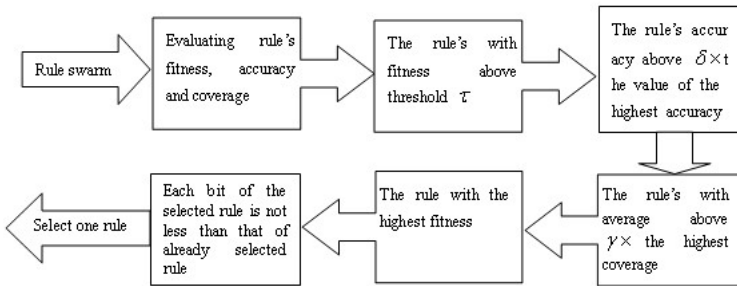 Rule swarm
Evaluating rule's
fitness, accuracy
and coverage
The rule's with
fitness above
threshold τ
The rule's accur
acy above δ×t
he value of the
highest accuracy
The rule's with
average above
γ× the highest
coverage
The rule with the
highest fitness
Each bit of the
selected rule is not
less than that of
already selected
rule
Select one rule